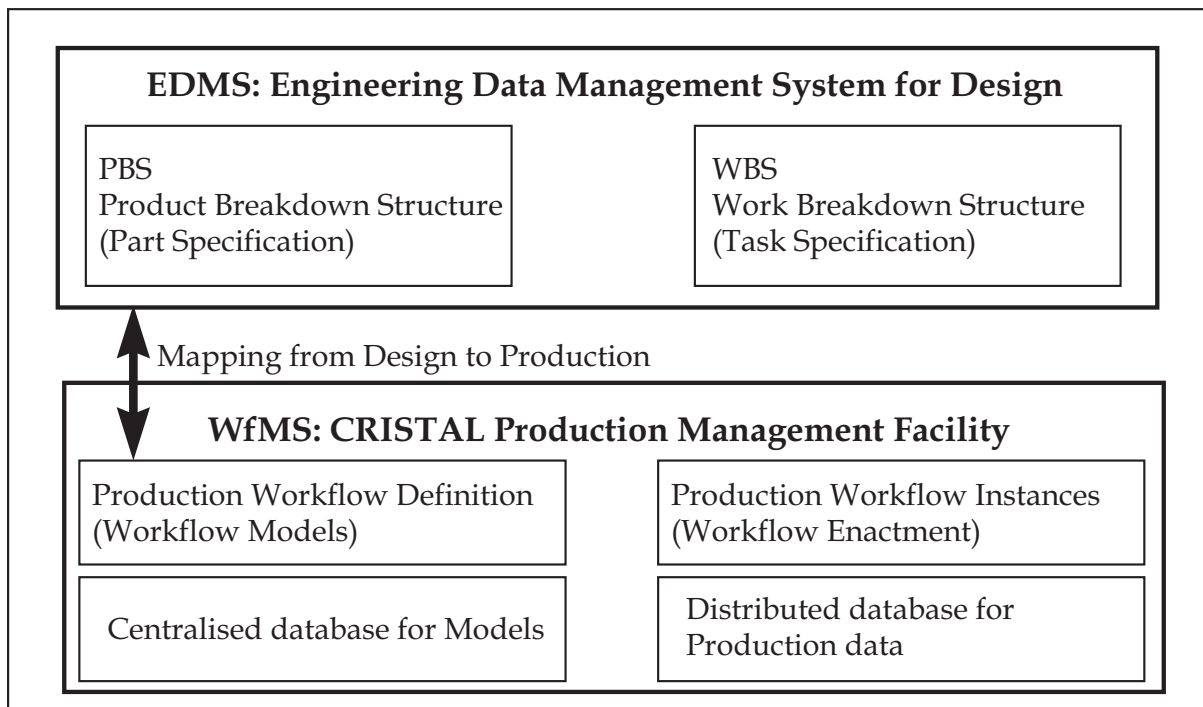 EDMS: Engineering Data Management System for Design
PBS
Product Breakdown Structure
(Part Specification)
WBS
Work Breakdown Structure
(Task Specification)
Mapping from Design to Production
WfMS: CRISTAL Production Management Facility
Production Workflow Definition
(Workflow Models)
Production Workflow Instances
(Workflow Enactment)
Centralised database for Models
Distributed database for
Production data